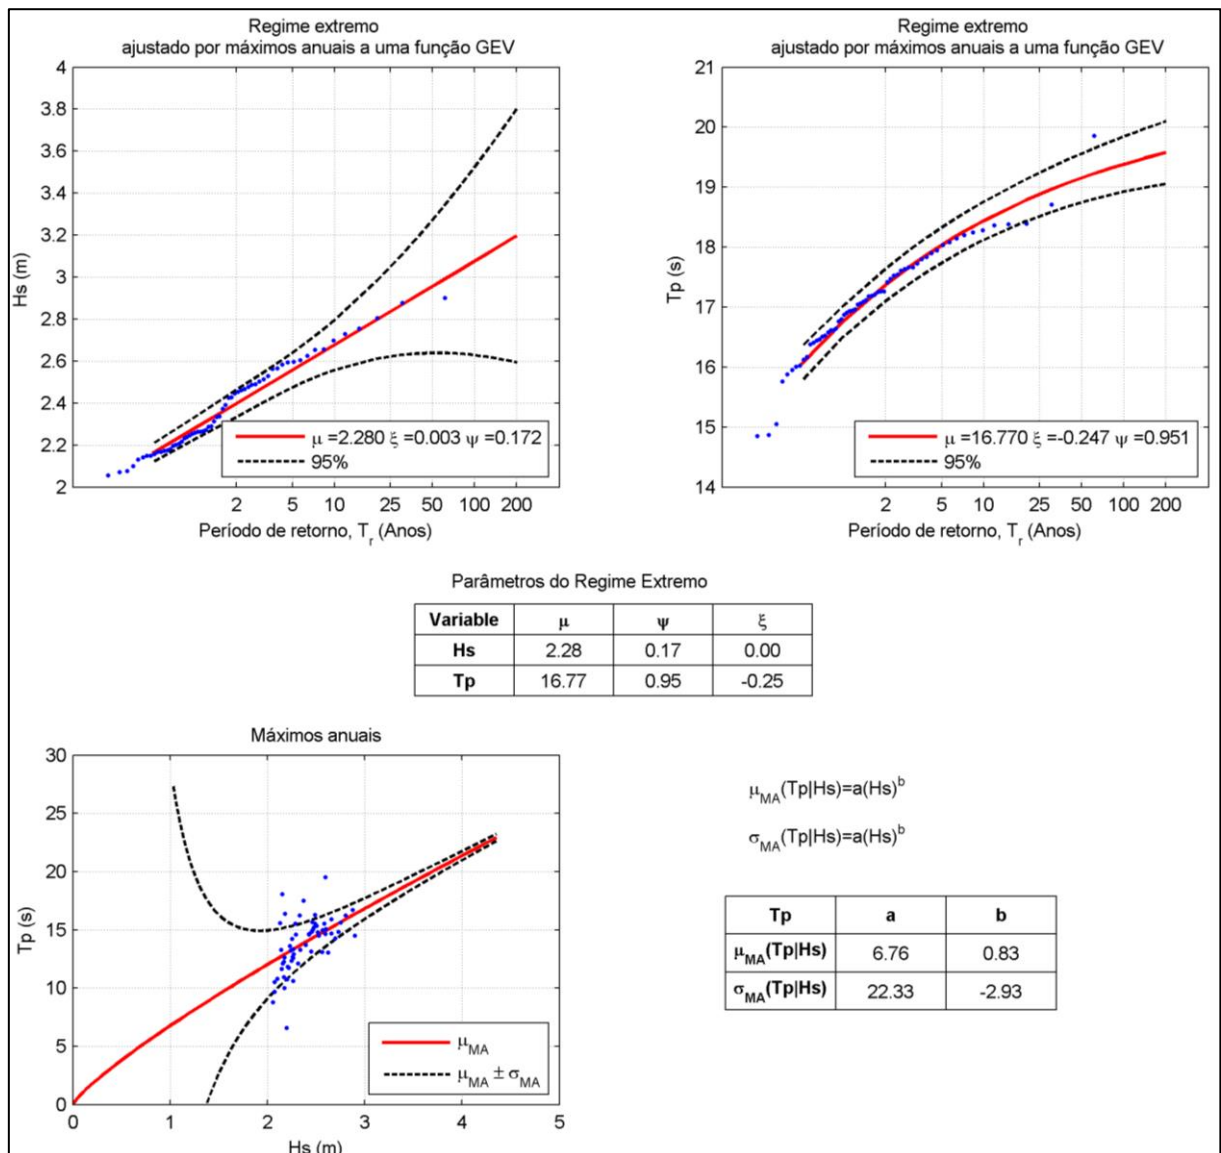 Regime extremo
ajustado por máximos anuais a uma função GEV
4
3.8
3.6
3.4
3.2
3
2.8
2.6
2.4
2.2
2
Hs (m)
μ =2.280 ξ =0.003 ψ =0.172
95%
2 5 10 25 50 100 200
Período de retorno, Tr (Anos)
Regime extremo
ajustado por máximos anuais a uma função GEV
21
20
19
18
17
16
15
14
Tp (s)
μ =16.770 ξ =-0.247 ψ =0.951
95%
2 5 10 25 50 100 200
Período de retorno, Tr (Anos)
Parâmetros do Regime Extremo
Variable μ ψ ξ
Hs 2.28 0.17 0.00
Tp 16.77 0.95 -0.25
Máximos anuais
30
25
20
15
10
5
0
Tp (s)
μMA
μMA ± σMA
0 1 2 3 4 5
Hs (m)
μMA(Tp|Hs)=a(Hs)b
σMA(Tp|Hs)=a(Hs)b
Tp a b
μMA(Tp|Hs) 6.76 0.83
σMA(Tp|Hs) 22.33 -2.93